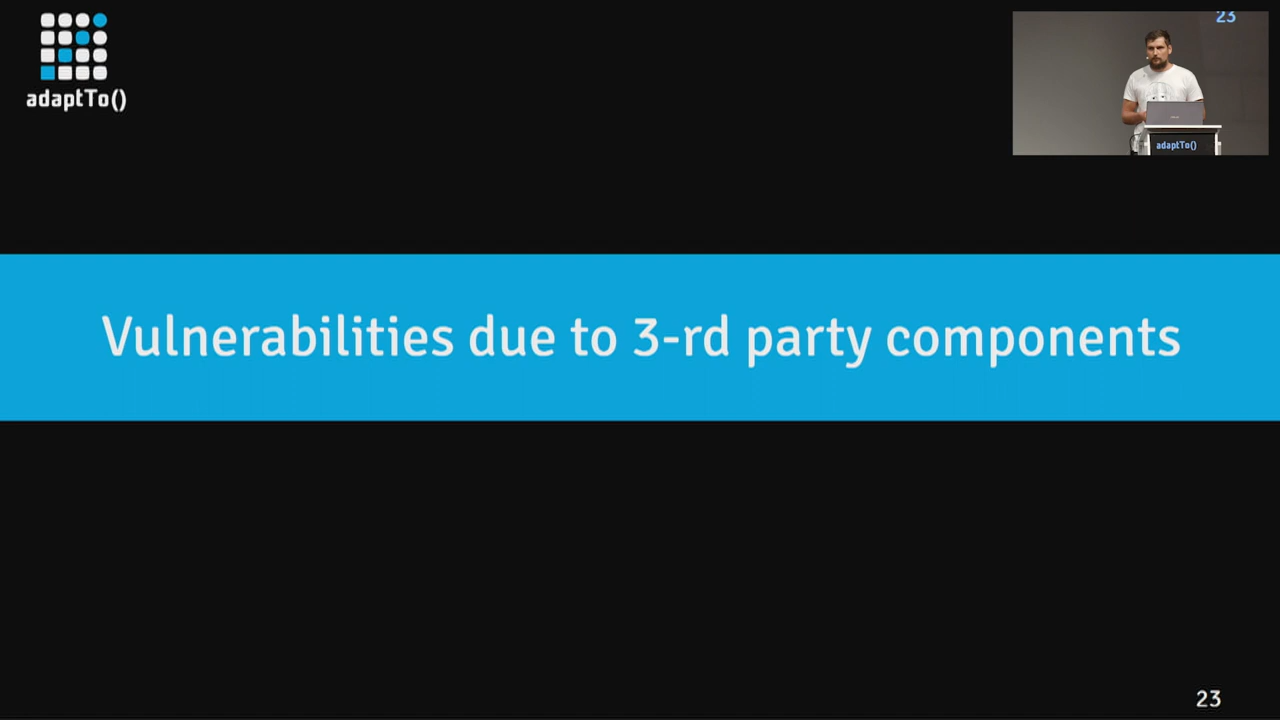 adaptTo()
23
adaptTo()
Vulnerabilities due to 3-rd party components
23